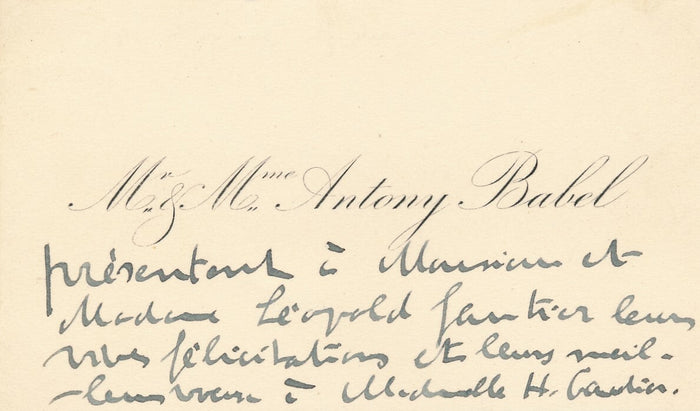 Mr. & Mme. Antony Babel
présentent à Monsieur et
Madame Léopold Gautier leurs
vives félicitations et leurs meil-
-leurs voeux à Mademoiselle H. Gautier.